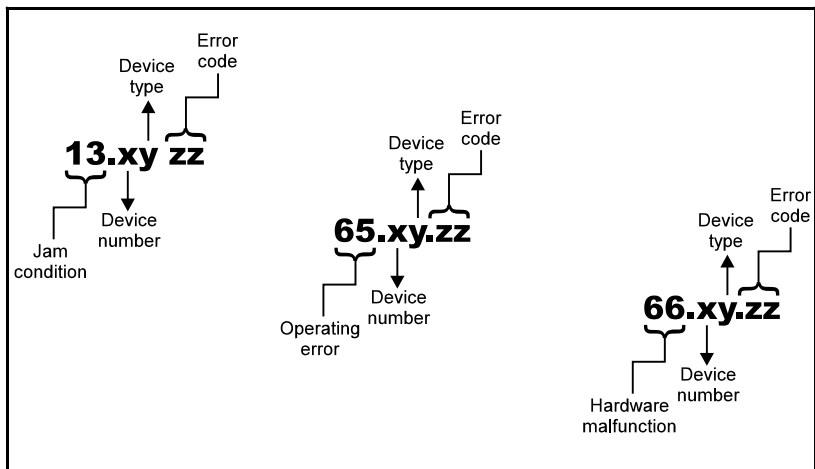 Error
code
Device
type
13.xy zz
Device
number
Jam
condition
Error
code
Device
type
65.xy.zz
Device
number
Operating
error
Error
code
Device
type
66.xy.zz
Device
number
Hardware
malfunction